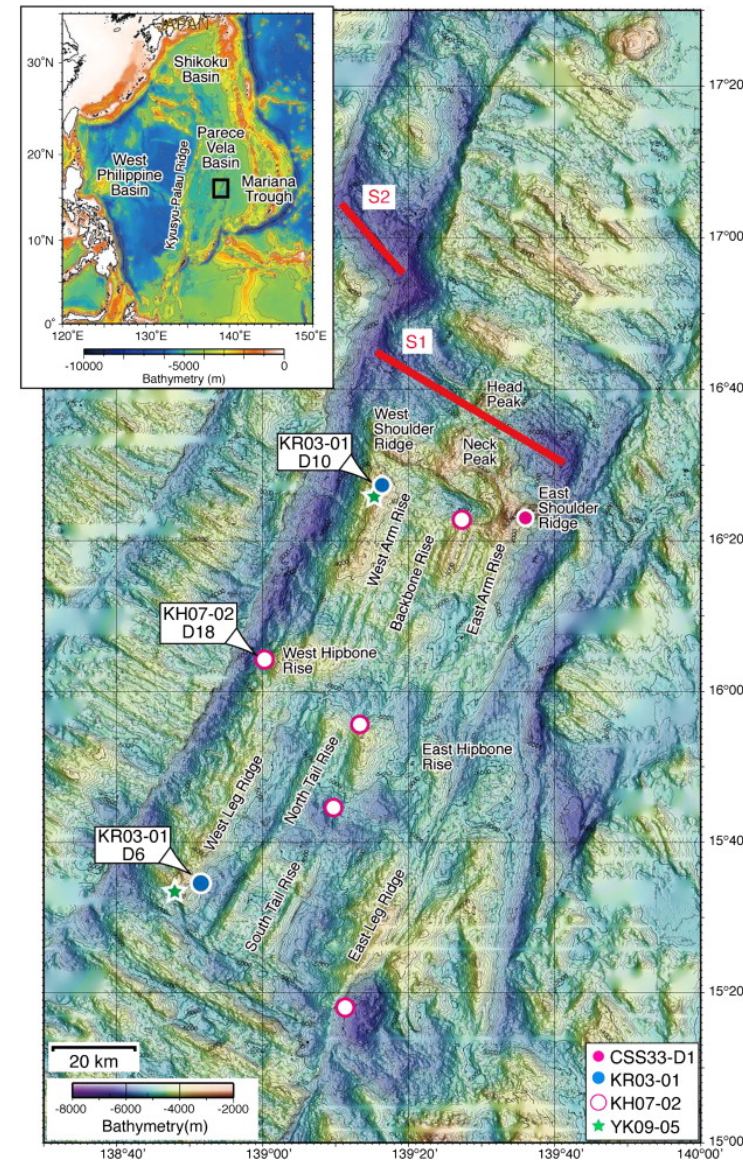 JAPAN
30°N
20°N
10°N
0°
120°E
130°E
140°E
150°E
Shikoku
Basin
Parece
Vela
Basin
West
Philippine
Basin
Kyusyu-Palau Ridge
Mariana
Trough
-10000
0
Bathymetry (m)
S2
S1
Head
Peak
West
Shoulder
Ridge
Neck
Peak
KR03-01
D10
East
Shoulder
Ridge
West Arm Rise
Backbone Rise
East Arm Rise
KH07-02
D18
West Hipbone
Rise
East Hipbone
Rise
North Tail Rise
West Leg Ridge
KR03-01
D6
South Tail Rise
East Leg Ridge
20 km
-8000
-6000
-4000
-2000
Bathymetry(m)
CSS33-D1
KR03-01
KH07-02
YK09-05
17°20'
17°00'
16°40'
16°20'
16°00'
15°40'
15°20'
15°00'
138°40'
139°00'
139°20'
139°40'
140°00'